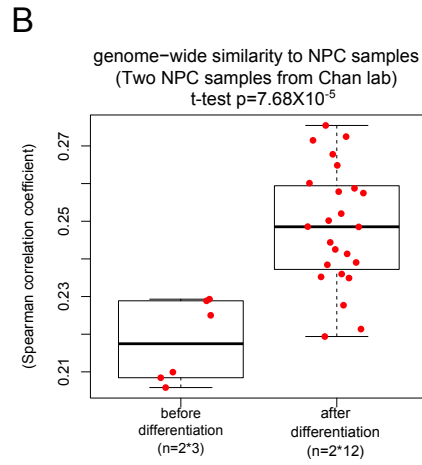 B
genome−wide similarity to NPC samples
(Two NPC samples from Chan lab)
t-test p=7.68X10⁻⁵
(Spearman correlation coefficient)
0.27
0.25
0.23
0.21
before
differentiation
(n=2*3)
after
differentiation
(n=2*12)